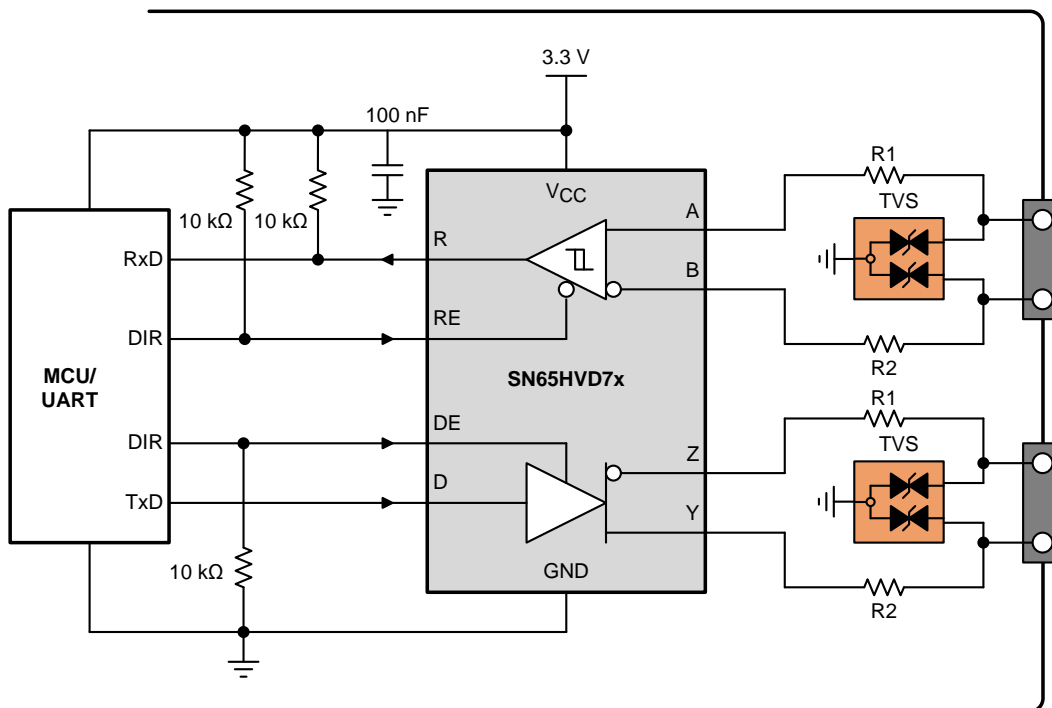 3.3 V
100 nF
R1
TVS
VCC
A
10 kΩ
10 kΩ
R
RxD
B
RE
DIR
R2
MCU/
UART
SN65HVD7x
R1
DE
TVS
DIR
Z
D
TxD
Y
10 kΩ
GND
R2